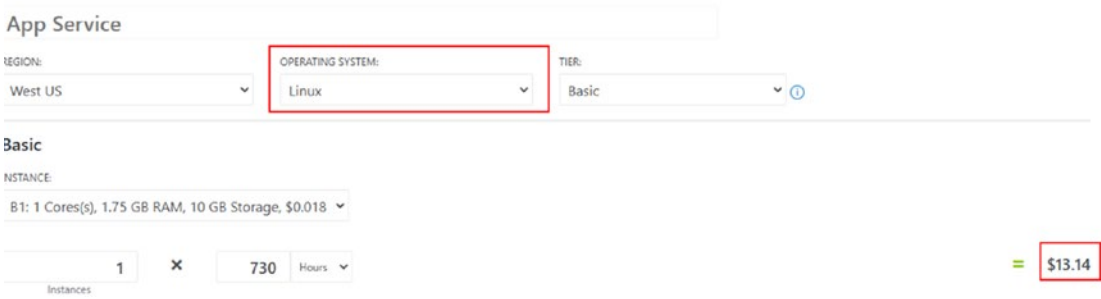 App Service
REGION: OPERATING SYSTEM: TIER:
West US Linux Basic
Basic
INSTANCE:
B1: 1 Cores(s), 1.75 GB RAM, 10 GB Storage, $0.018
1 × 730 Hours = $13.14
Instances